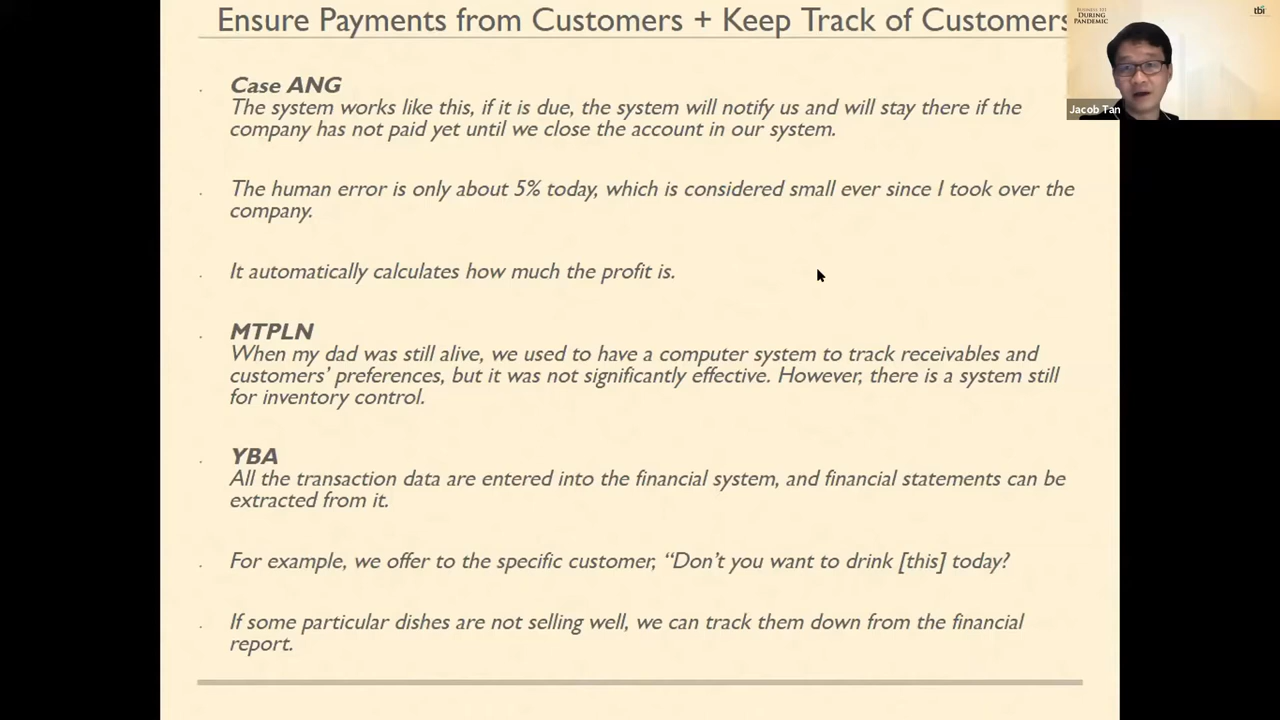 Ensure Payments from Customers + Keep Track of Customers
BUSINESS 101
DURING
PANDEMIC
tbi
Jacob Tan
Case ANG
The system works like this, if it is due, the system will notify us and will stay there if the
company has not paid yet until we close the account in our system.
The human error is only about 5% today, which is considered small ever since I took over the
company.
It automatically calculates how much the profit is.
MTPLN
When my dad was still alive, we used to have a computer system to track receivables and
customers’ preferences, but it was not significantly effective. However, there is a system still
for inventory control.
YBA
All the transaction data are entered into the financial system, and financial statements can be
extracted from it.
For example, we offer to the specific customer, “Don’t you want to drink [this] today?
If some particular dishes are not selling well, we can track them down from the financial
report.